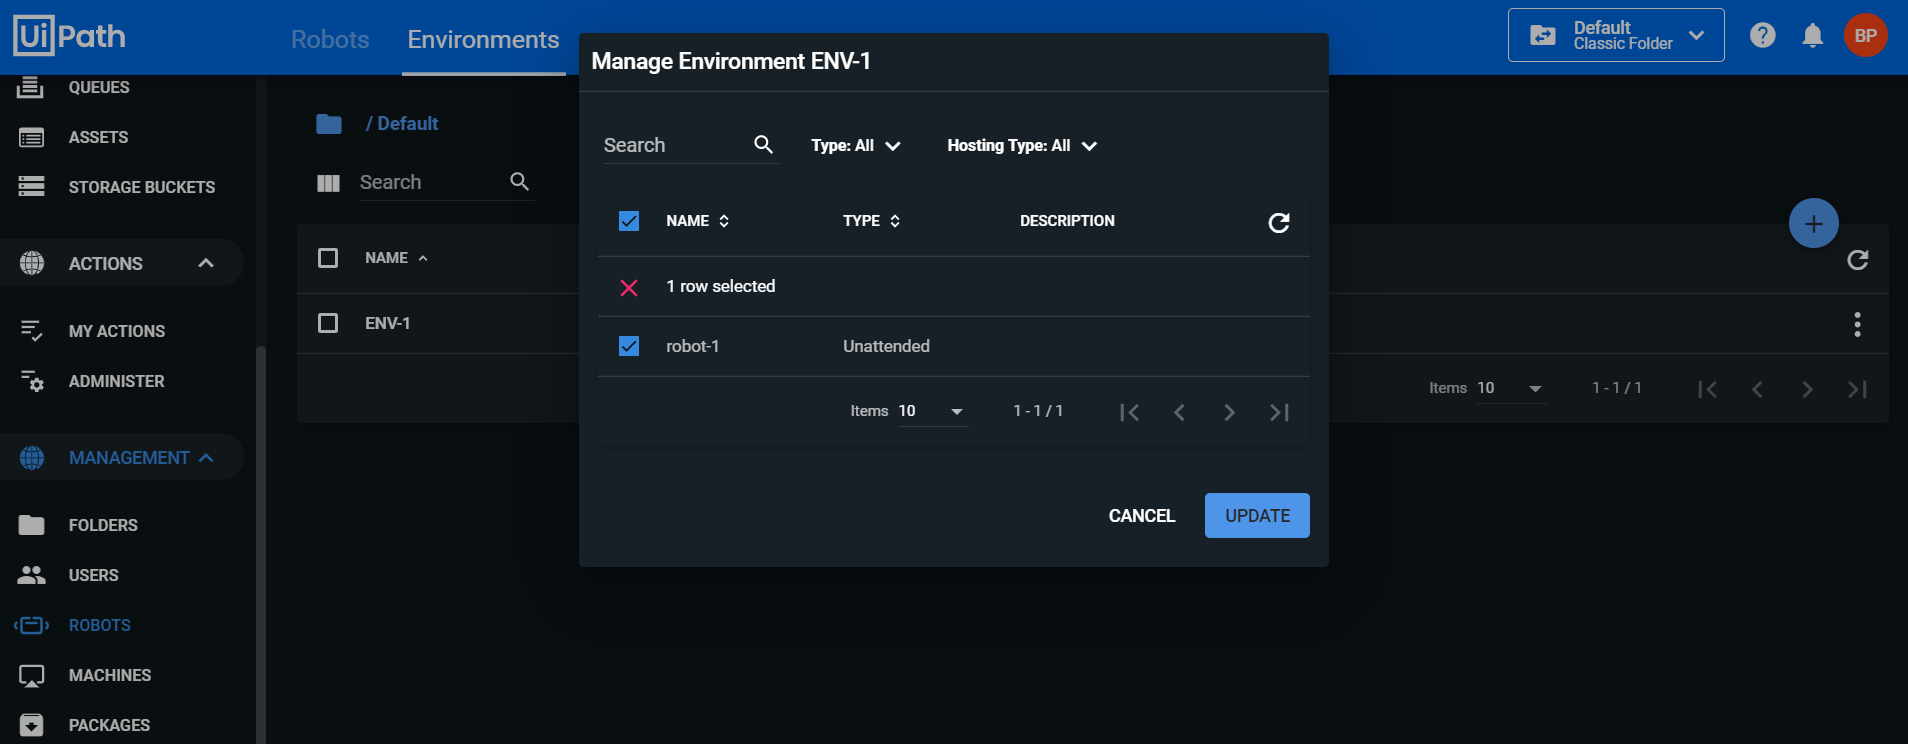 UiPath
Robots
Environments
Default
Classic Folder
BP
QUEUES
ASSETS
STORAGE BUCKETS
ACTIONS
MY ACTIONS
ADMINISTER
MANAGEMENT
FOLDERS
USERS
ROBOTS
MACHINES
PACKAGES
/ Default
Search
NAME
ENV-1
Items 10
1 - 1 / 1
Manage Environment ENV-1
Search
Type: All
Hosting Type: All
NAME TYPE DESCRIPTION
1 row selected
robot-1 Unattended
Items 10 1 - 1 / 1
CANCEL UPDATE